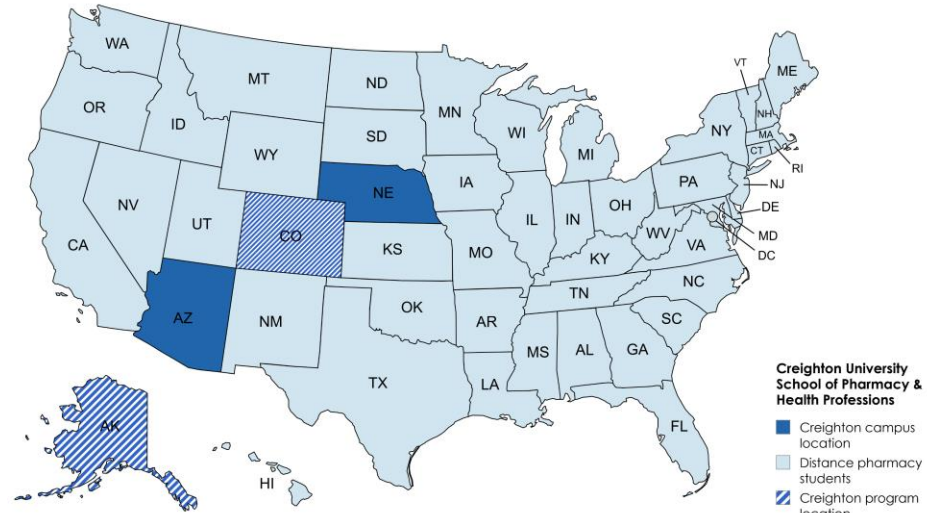 WA
MT
ND
MN
VT
ME
OR
ID
SD
WI
MI
NY
NH
MA
CT
RI
WY
NE
IA
PA
NJ
NV
UT
CO
IL
IN
OH
DE
MD
DC
CA
KS
MO
WV
VA
KY
AZ
NM
OK
AR
TN
NC
SC
TX
LA
MS
AL
GA
FL
AK
HI
Creighton University
School of Pharmacy &
Health Professions
Creighton campus
location
Distance pharmacy
students
Creighton program
location